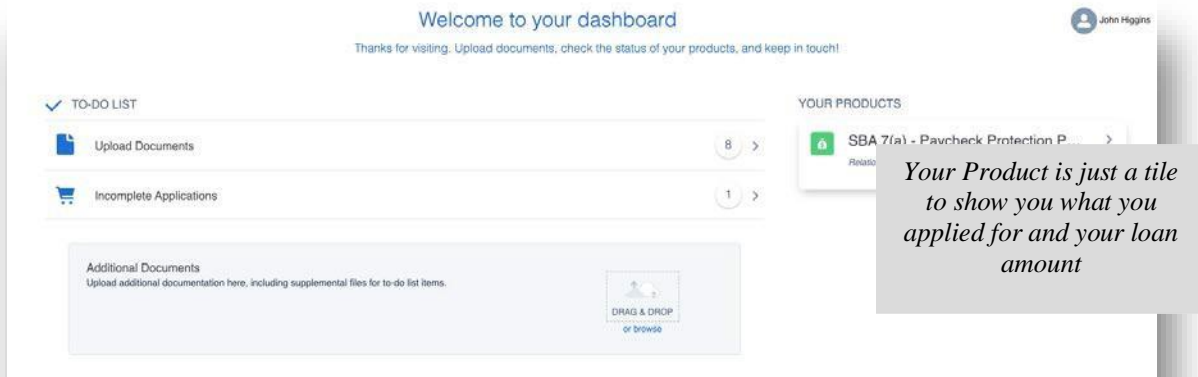 Welcome to your dashboard
John Higgins
Thanks for visiting. Upload documents, check the status of your products, and keep in touch!
TO-DO LIST
Upload Documents
8
Incomplete Applications
1
Additional Documents
Upload additional documentation here, including supplemental files for to-do list items.
DRAG & DROP
or browse
YOUR PRODUCTS
SBA 7(a) - Paycheck Protection P...
Your Product is just a tile
to show you what you
applied for and your loan
amount